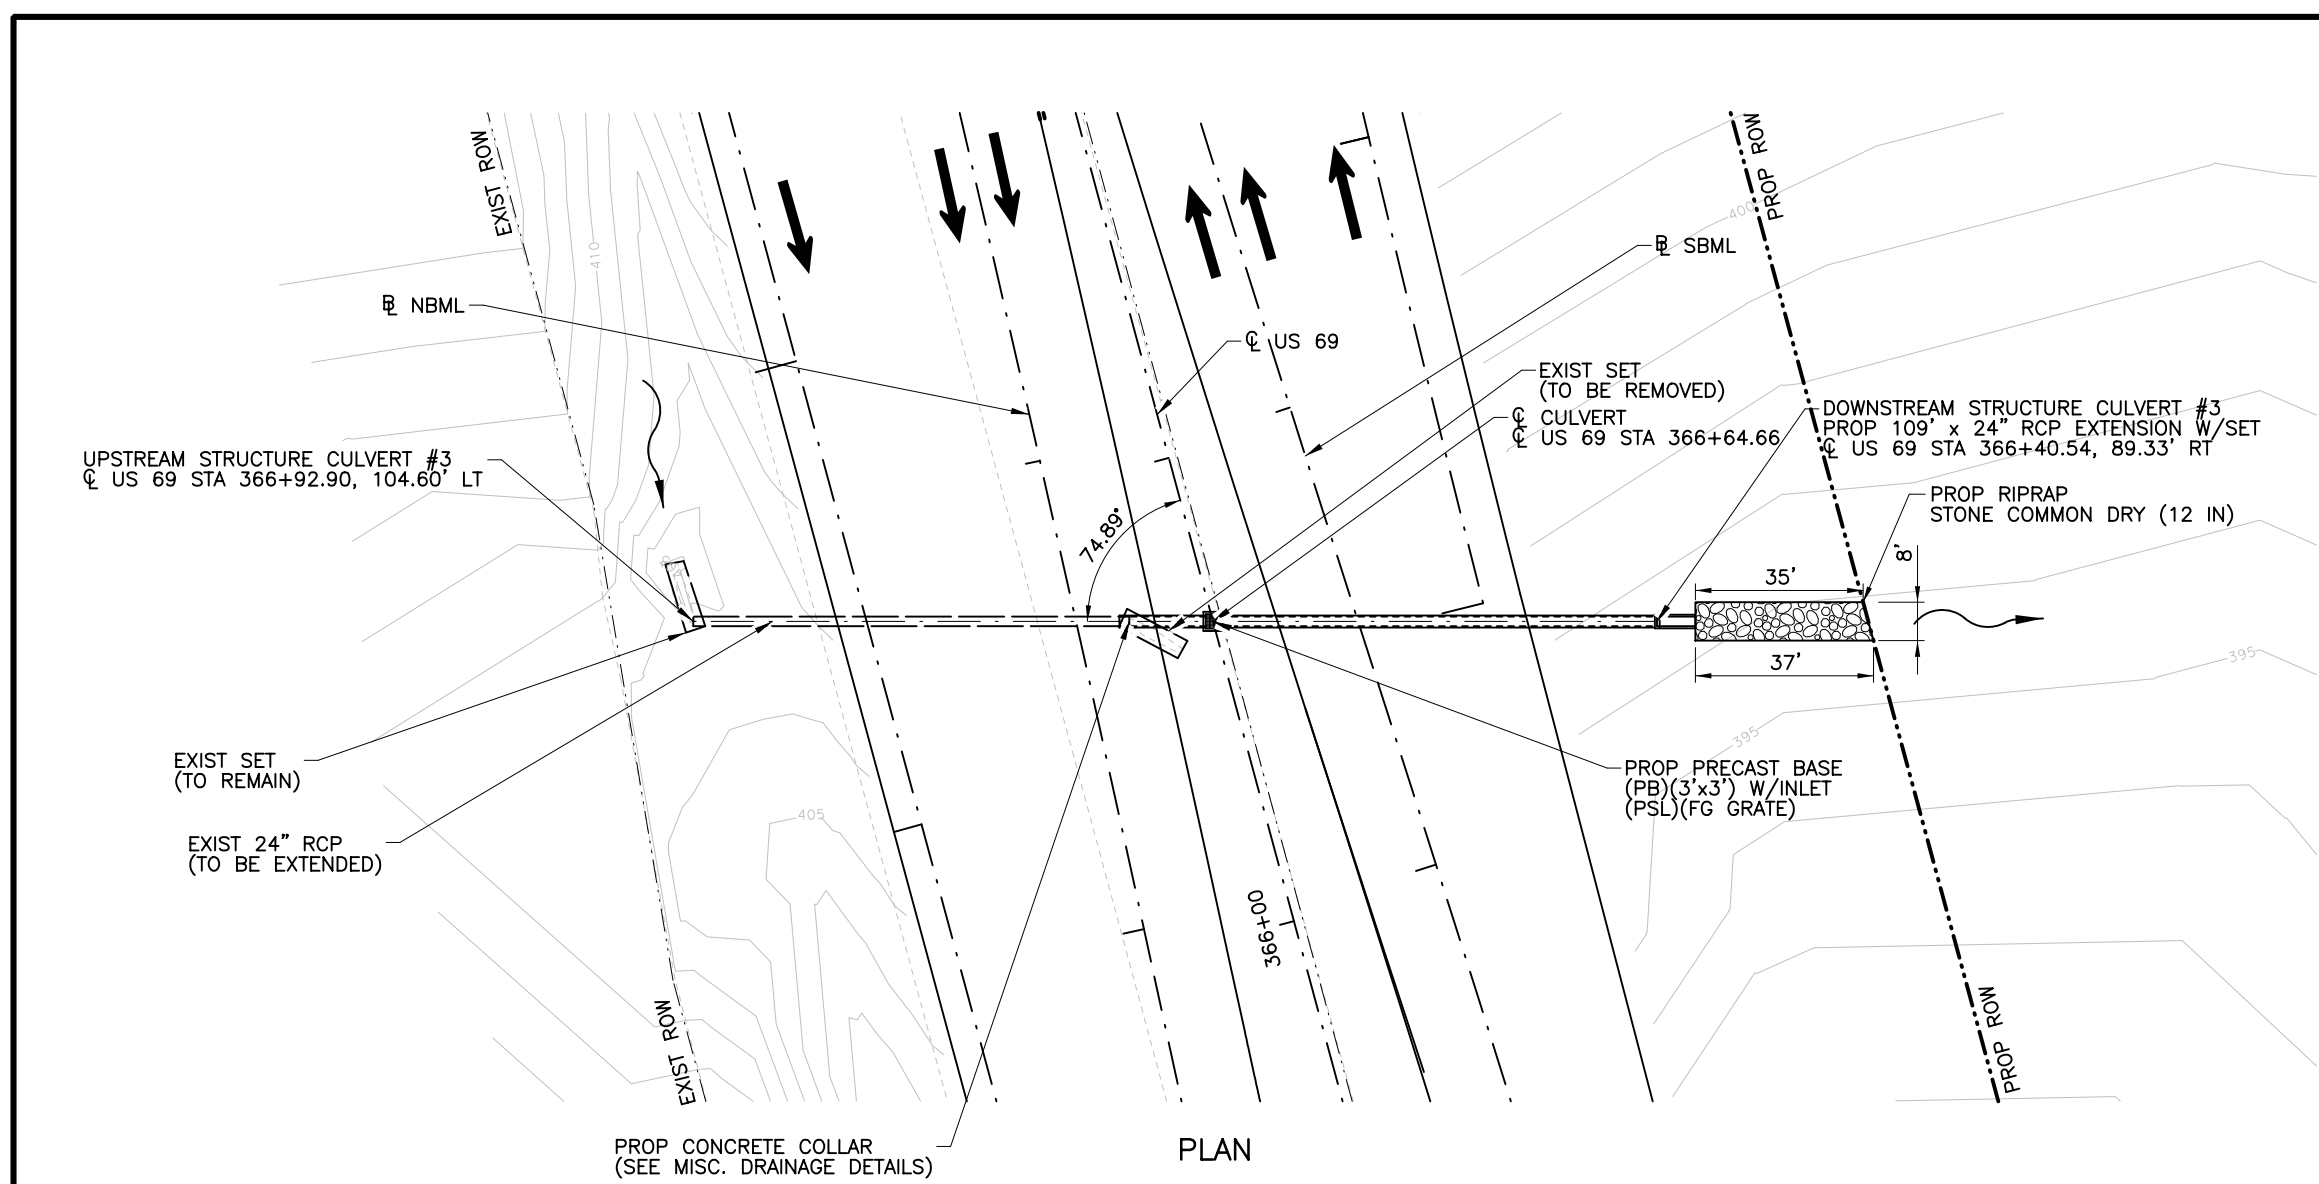 EXIST ROW
PROP ROW
410
400
℄ SBML
℄ NBML
℄ US 69
EXIST SET
(TO BE REMOVED)
℄ CULVERT
℄ US 69 STA 366+64.66
DOWNSTREAM STRUCTURE CULVERT #3
PROP 109' x 24" RCP EXTENSION W/SET
℄ US 69 STA 366+40.54, 89.33' RT
UPSTREAM STRUCTURE CULVERT #3
℄ US 69 STA 366+92.90, 104.60' LT
PROP RIPRAP
STONE COMMON DRY (12 IN)
74.89°
8'
35'
37'
395
395
EXIST SET
(TO REMAIN)
PROP PRECAST BASE
(PB)(3'x3') W/INLET
(PSL)(FG GRATE)
405
EXIST 24" RCP
(TO BE EXTENDED)
366+00
EXIST ROW
PROP ROW
PROP CONCRETE COLLAR
(SEE MISC. DRAINAGE DETAILS)
PLAN